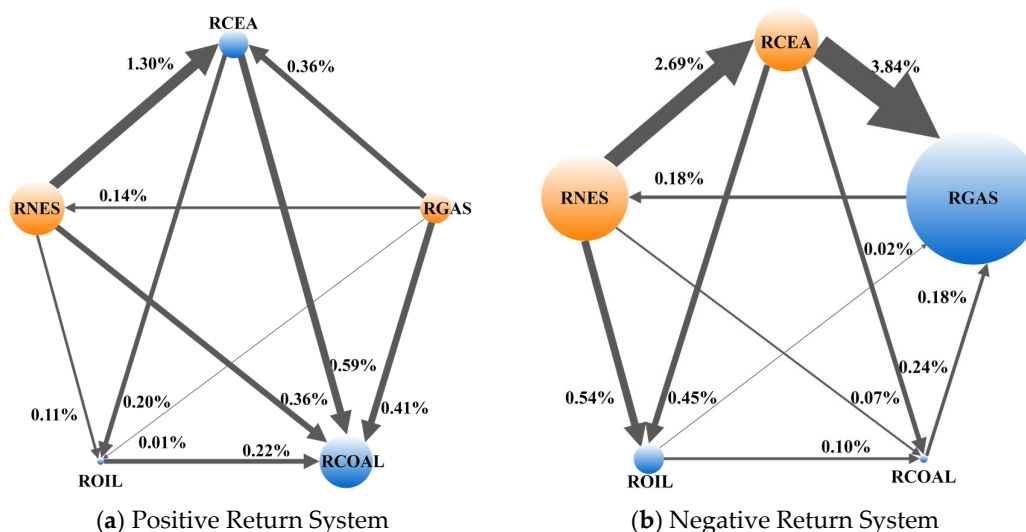 RCEA
1.30%
0.36%
0.14%
RNES
RGAS
0.59%
0.36%
0.41%
0.20%
0.11%
0.01%
0.22%
RCOAL
ROIL
(a) Positive Return System
RCEA
2.69%
3.84%
0.18%
RNES
RGAS
0.02%
0.18%
0.24%
0.54%
0.45%
0.07%
0.10%
ROIL
RCOAL
(b) Negative Return System